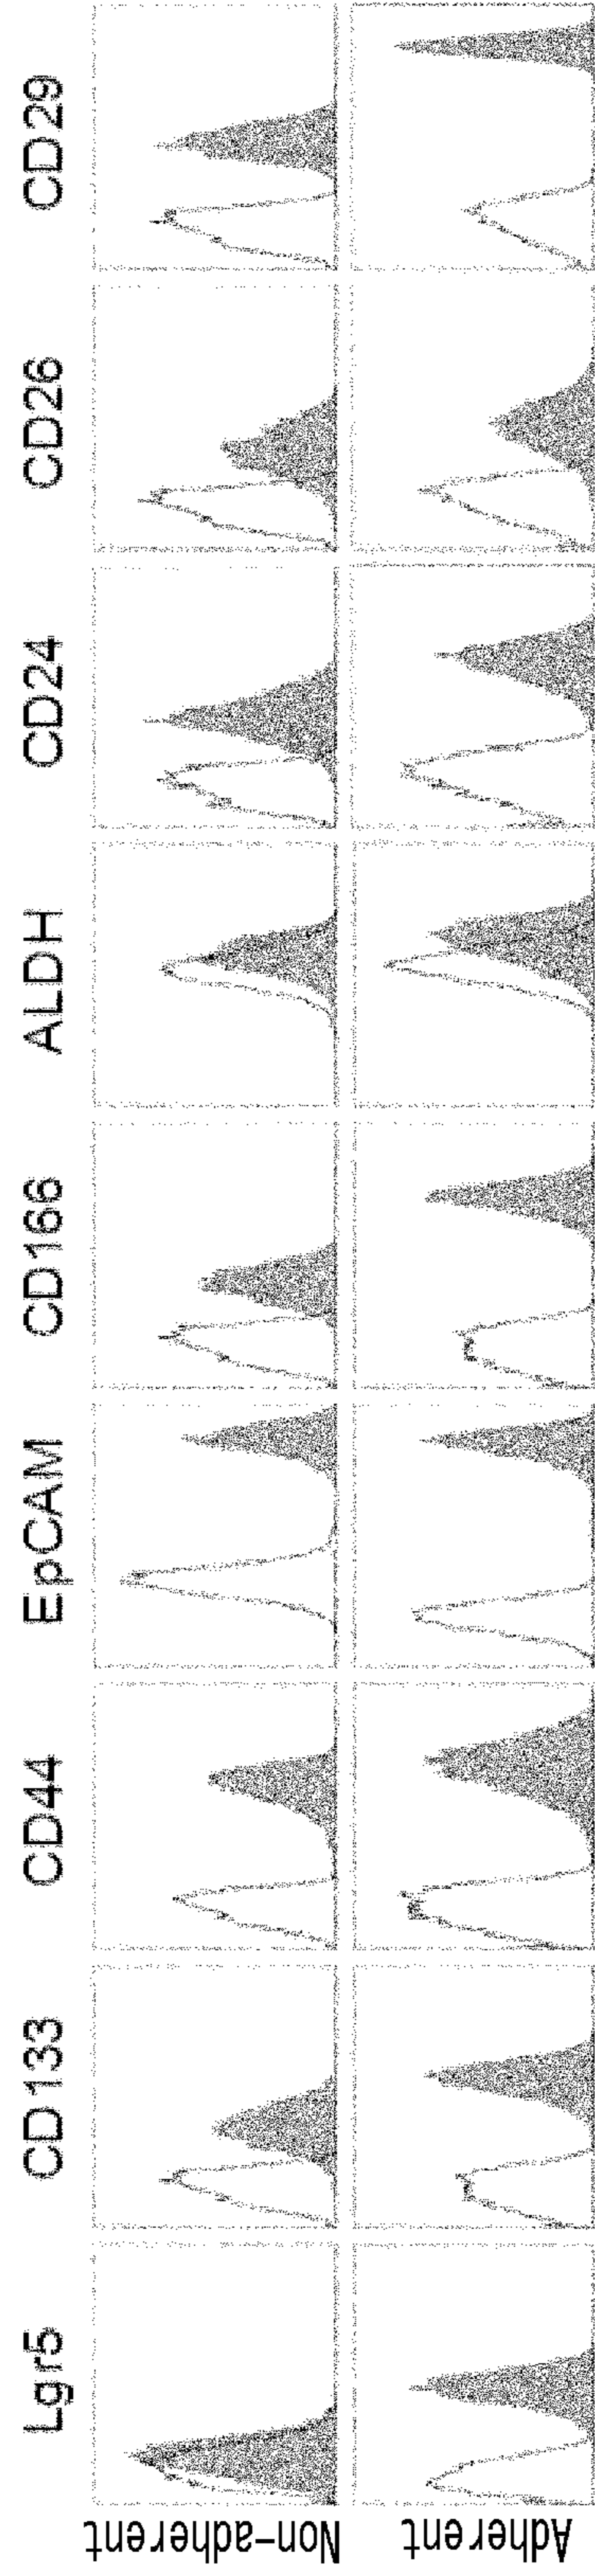 Lgr5
CD133
CD44
EpCAM
CD166
ALDH
CD24
CD26
CD29
Non-adherent
Adherent